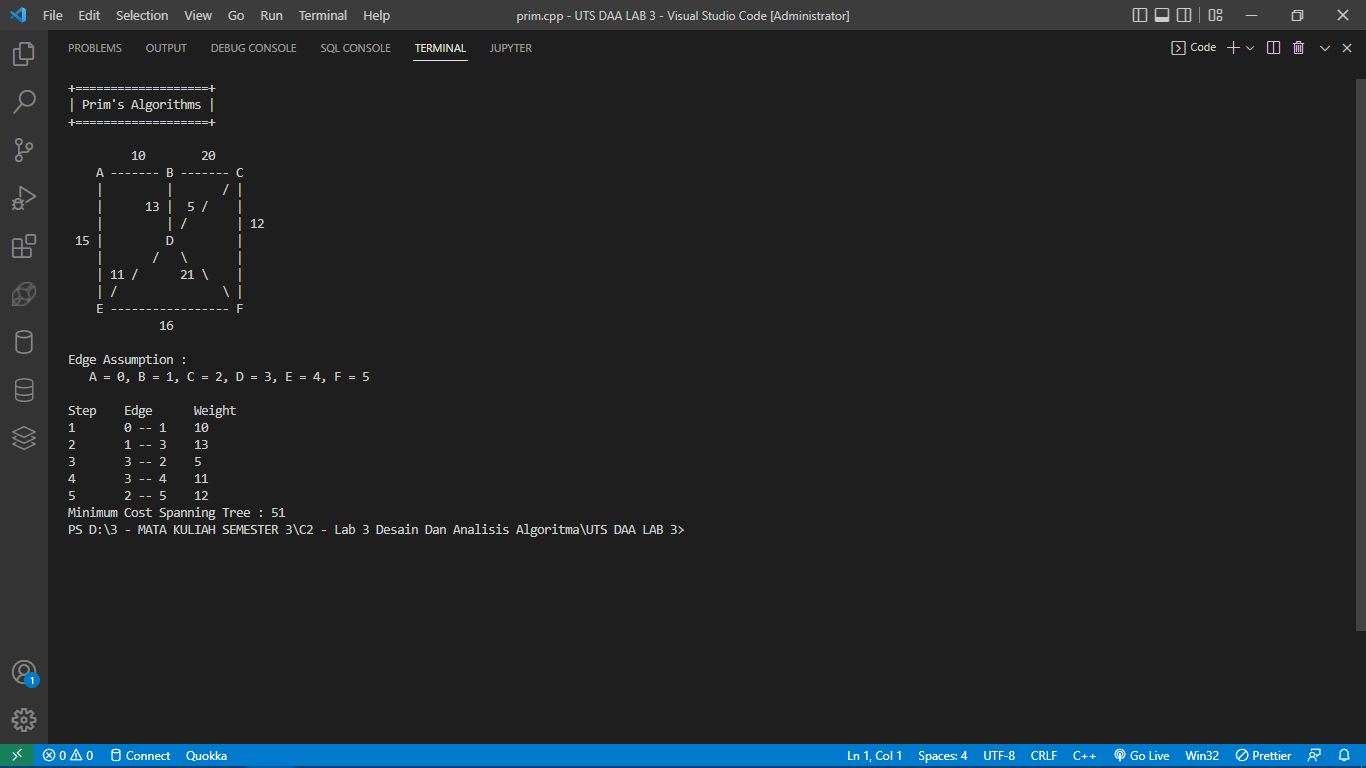 File Edit Selection View Go Run Terminal Help prim.cpp - UTS DAA LAB 3 - Visual Studio Code [Administrator]
PROBLEMS OUTPUT DEBUG CONSOLE SQL CONSOLE TERMINAL JUPYTER Code
+===================+
| Prim's Algorithms |
+===================+
         10        20
    A ------- B ------- C
    |         |       / |
    |      13 |  5 /    |
    |         | /       | 12
 15 |         D         |
    |       /   \       |
    | 11 /      21 \    |
    | /               \ |
    E ----------------- F
             16
Edge Assumption :
   A = 0, B = 1, C = 2, D = 3, E = 4, F = 5
Step    Edge      Weight
1       0 -- 1    10
2       1 -- 3    13
3       3 -- 2    5
4       3 -- 4    11
5       2 -- 5    12
Minimum Cost Spanning Tree : 51
PS D:\3 - MATA KULIAH SEMESTER 3\C2 - Lab 3 Desain Dan Analisis Algoritma\UTS DAA LAB 3>
1
0 0 Connect Quokka Ln 1, Col 1 Spaces: 4 UTF-8 CRLF C++ Go Live Win32 Prettier